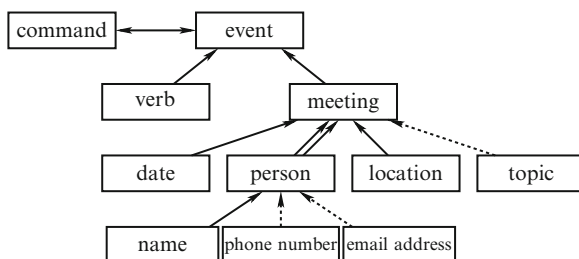 command event
verb meeting
date person location topic
name phone number email address